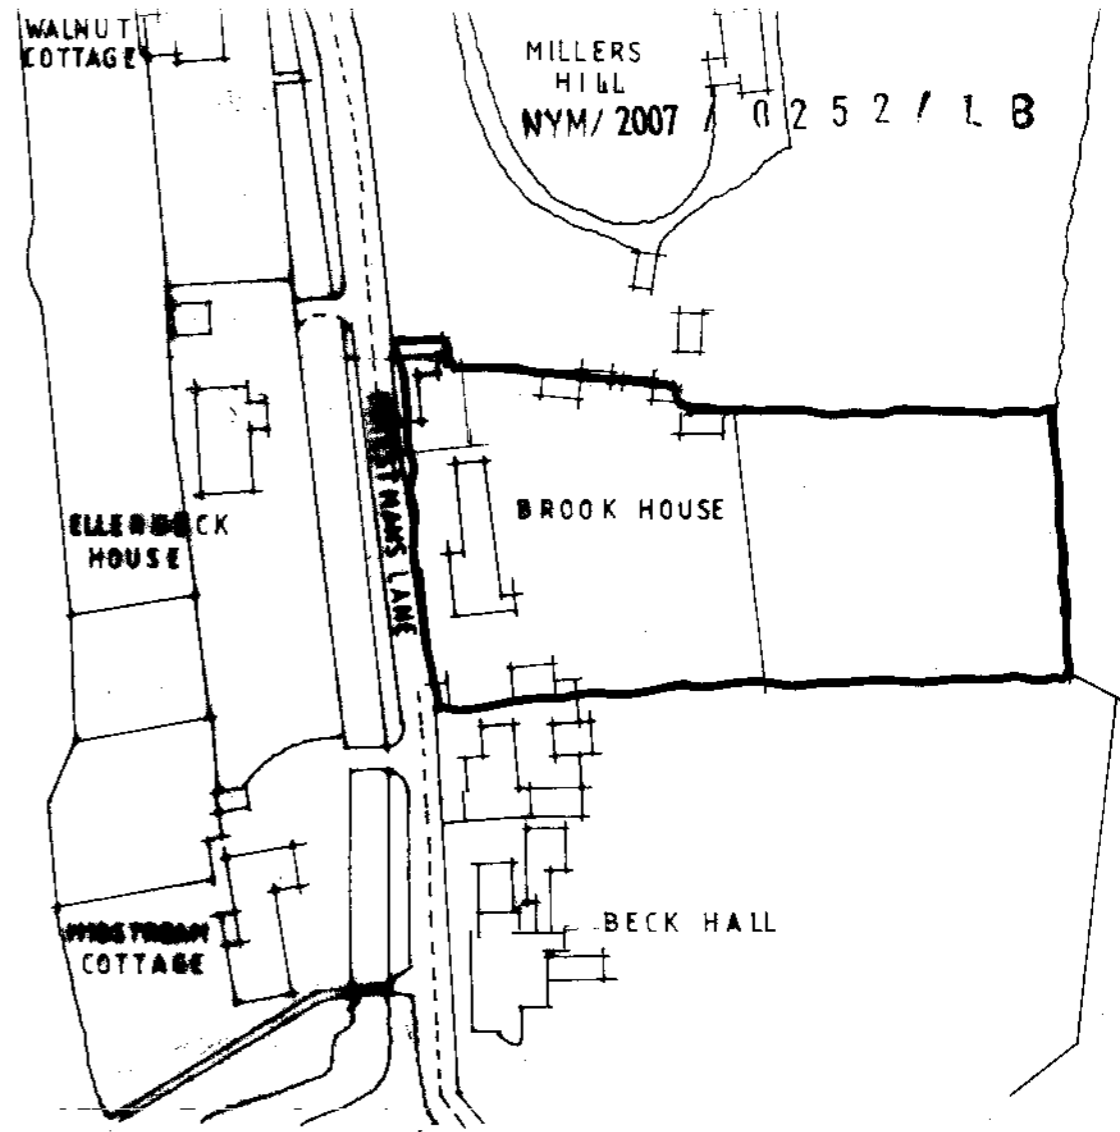 WALNUT
COTTAGE
MILLERS
HILL
NYM/ 2007 / 0252/ LB
BROOK HOUSE
HOUSE
LANE
BECK HALL
COTTAGE